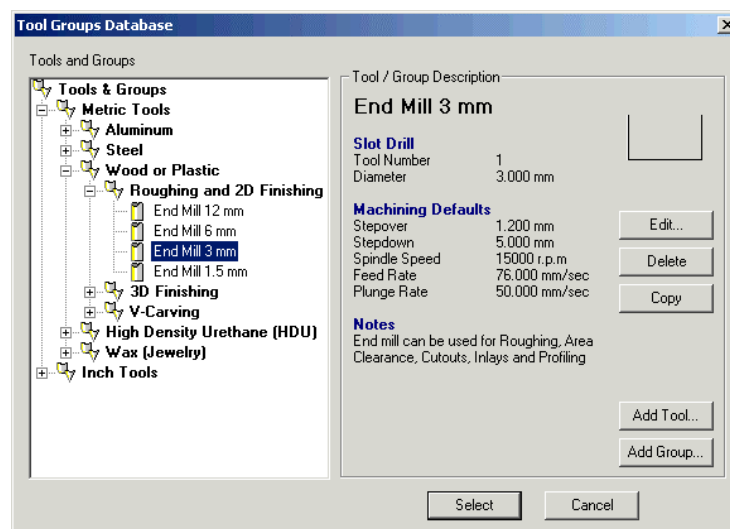 Tool Groups Database
Tools and Groups
Tools & Groups
Metric Tools
Aluminum
Steel
Wood or Plastic
Roughing and 2D Finishing
End Mill 12 mm
End Mill 6 mm
End Mill 3 mm
End Mill 1.5 mm
3D Finishing
V-Carving
High Density Urethane (HDU)
Wax (Jewelry)
Inch Tools
Tool / Group Description
End Mill 3 mm
Slot Drill
Tool Number 1
Diameter 3.000 mm
Machining Defaults
Stepover 1.200 mm
Stepdown 5.000 mm
Spindle Speed 15000 r.p.m
Feed Rate 76.000 mm/sec
Plunge Rate 50.000 mm/sec
Notes
End mill can be used for Roughing, Area
Clearance, Cutouts, Inlays and Profiling
Edit...
Delete
Copy
Add Tool...
Add Group...
Select Cancel